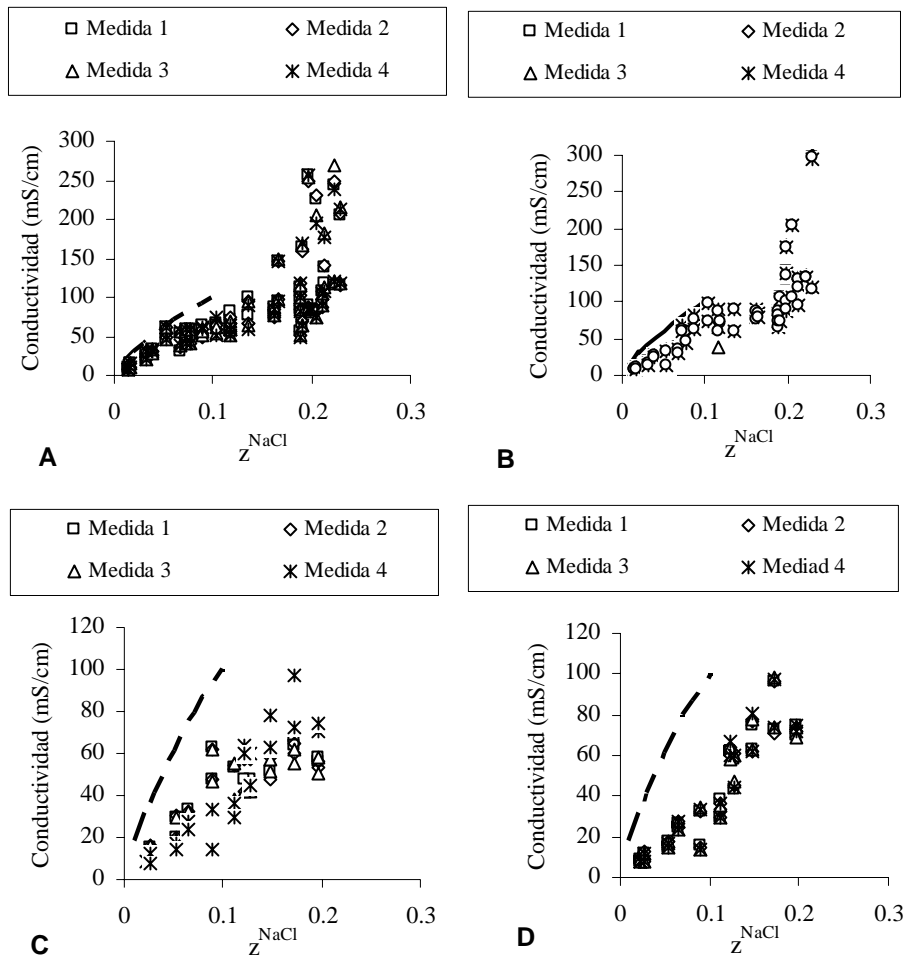 Medida 1 Medida 2
Medida 3 Medida 4
300
250
200
150
100
50
0
0 0.1 0.2 0.3
Conductividad (mS/cm)
z^NaCl
A
Medida 1 Medida 2
Medida 3 Medida 4
300
250
200
150
100
50
0
0 0.1 0.2 0.3
Conductividad (mS/cm)
z^NaCl
B
Medida 1 Medida 2
Medida 3 Medida 4
120
100
80
60
40
20
0
0 0.1 0.2 0.3
Conductividad (mS/cm)
z^NaCl
C
Medida 1 Medida 2
Medida 3 Mediad 4
120
100
80
60
40
20
0
0 0.1 0.2 0.3
Conductividad (mS/cm)
z^NaCl
D